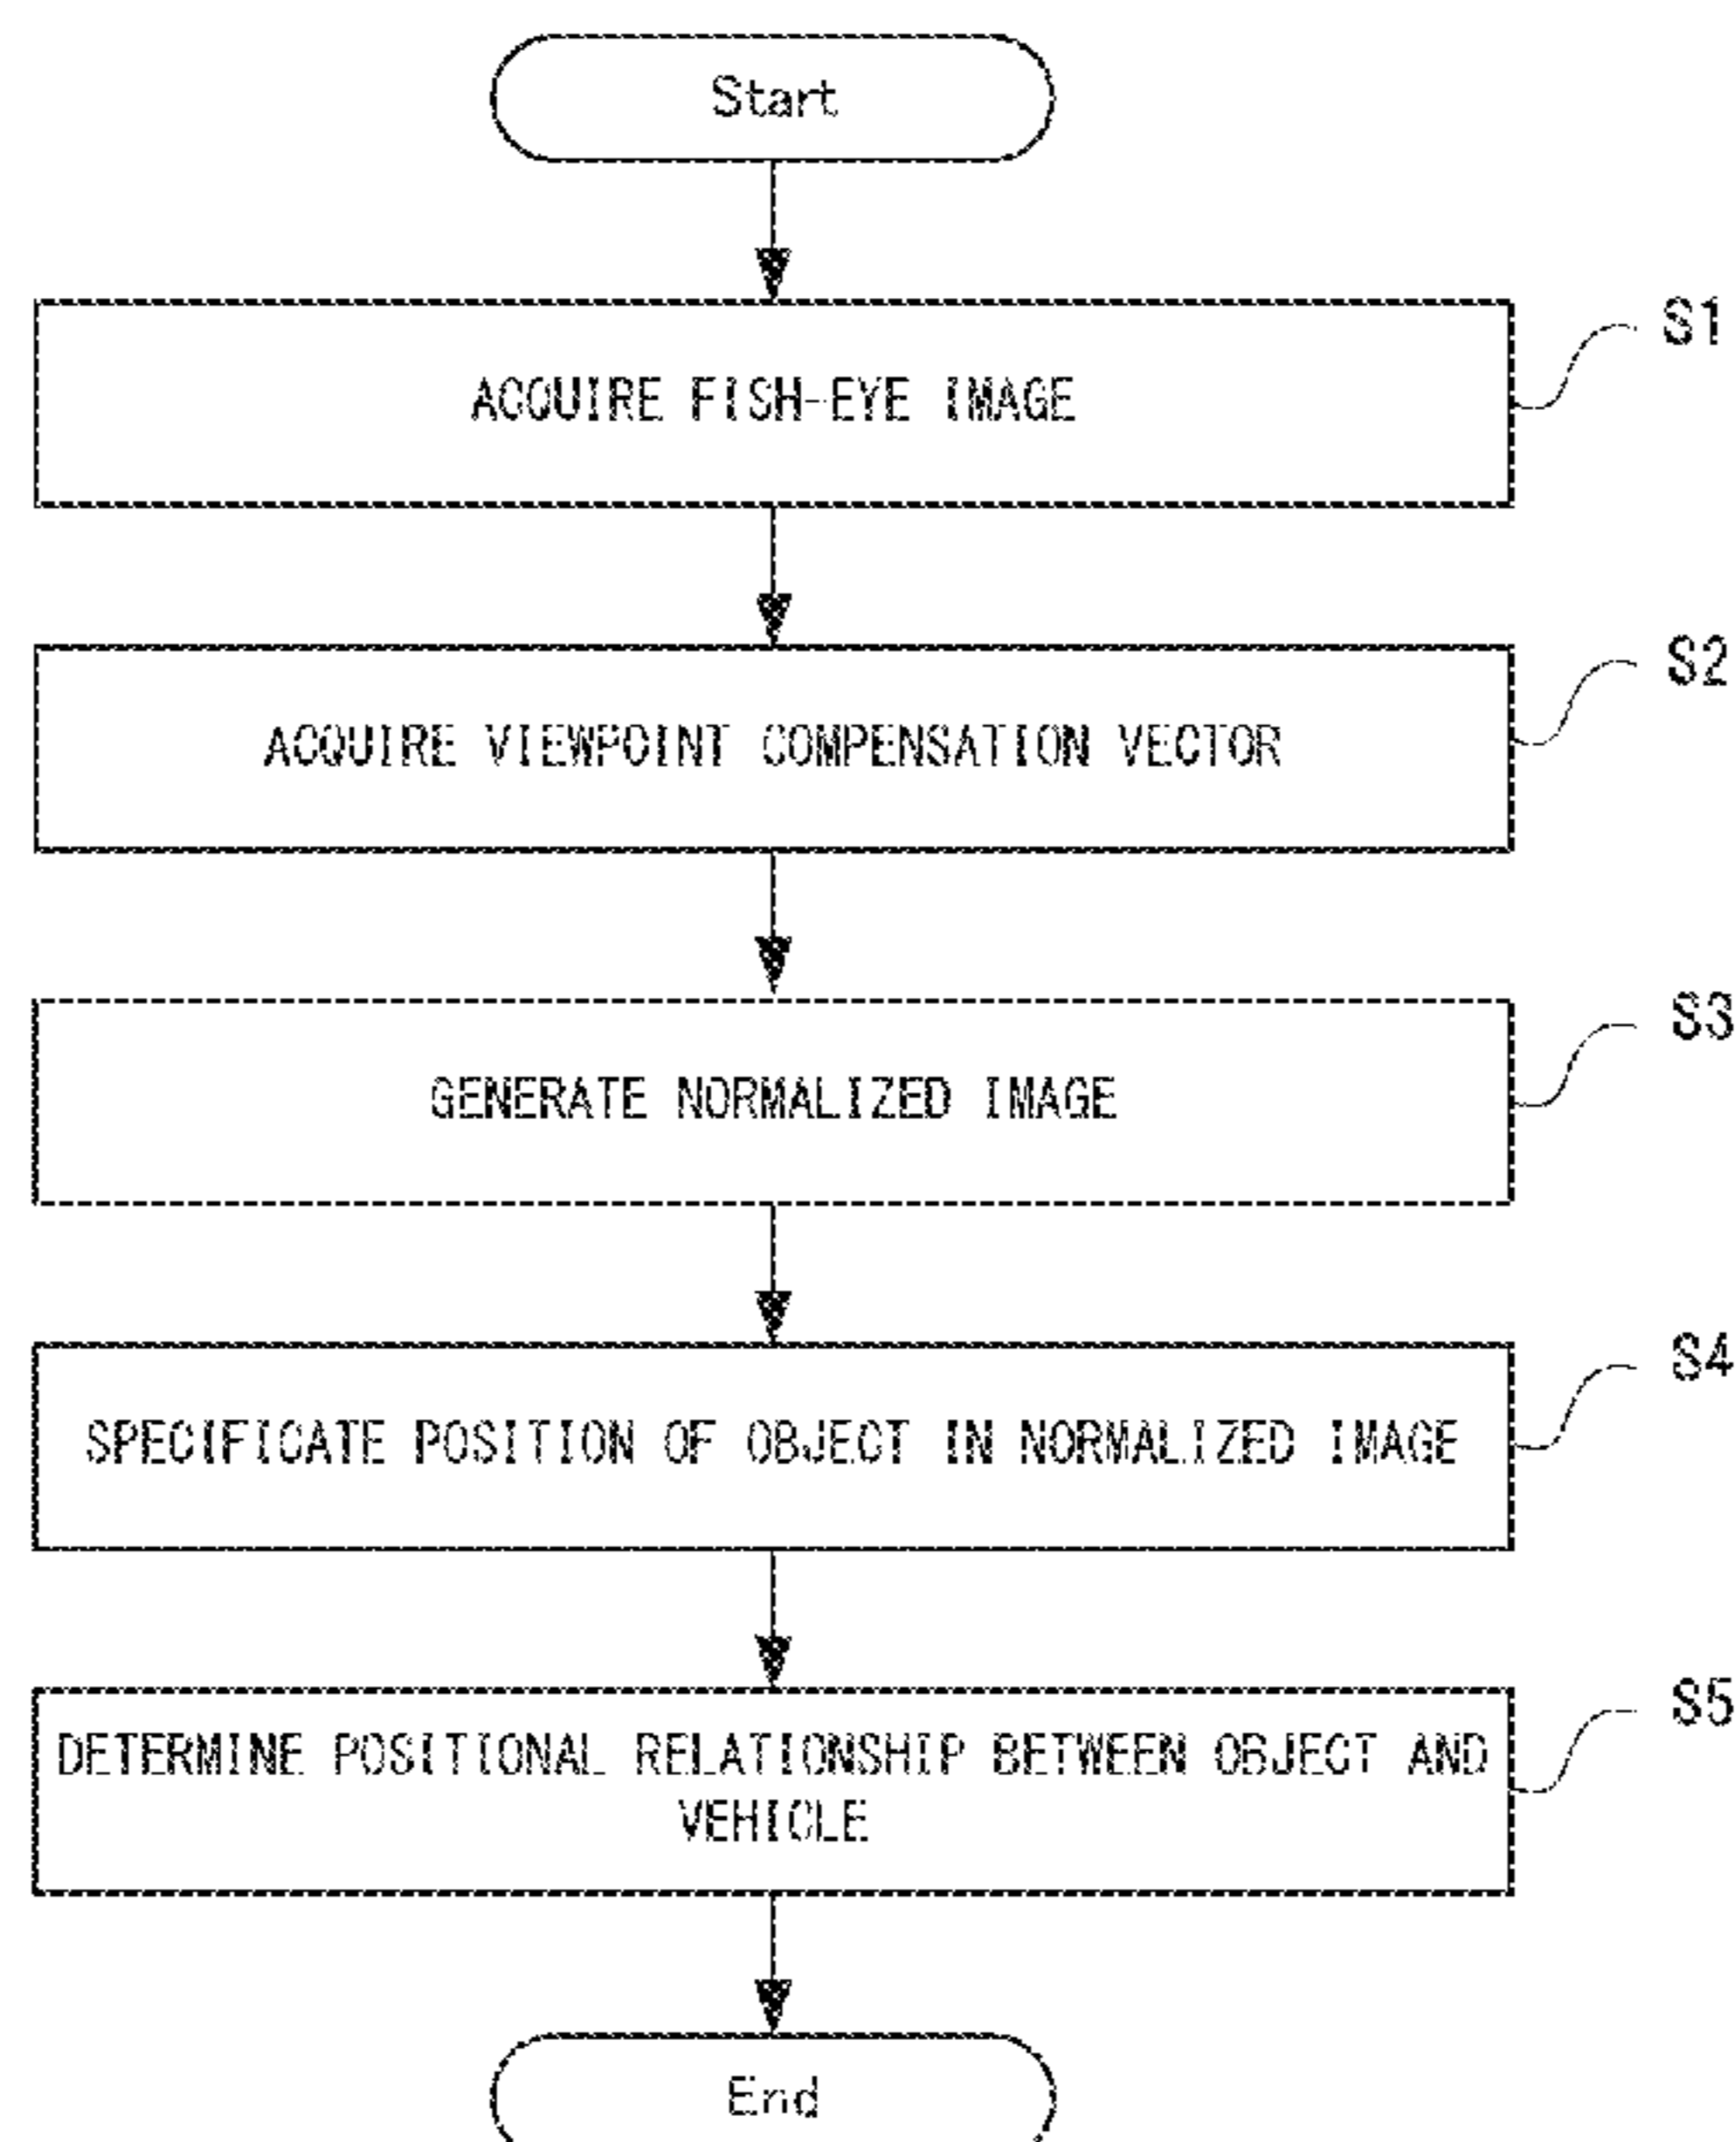 Start
ACQUIRE FISH-EYE IMAGE
S1
ACQUIRE VIEWPOINT COMPENSATION VECTOR
S2
GENERATE NORMALIZED IMAGE
S3
SPECIFICATE POSITION OF OBJECT IN NORMALIZED IMAGE
S4
DETERMINE POSITIONAL RELATIONSHIP BETWEEN OBJECT AND
VEHICLE
S5
End